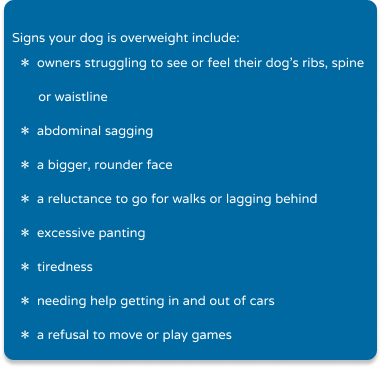 Signs your dog is overweight include:
* owners struggling to see or feel their dog's ribs, spine
or waistline
* abdominal sagging
* a bigger, rounder face
* a reluctance to go for walks or lagging behind
* excessive panting
* tiredness
* needing help getting in and out of cars
* a refusal to move or play games